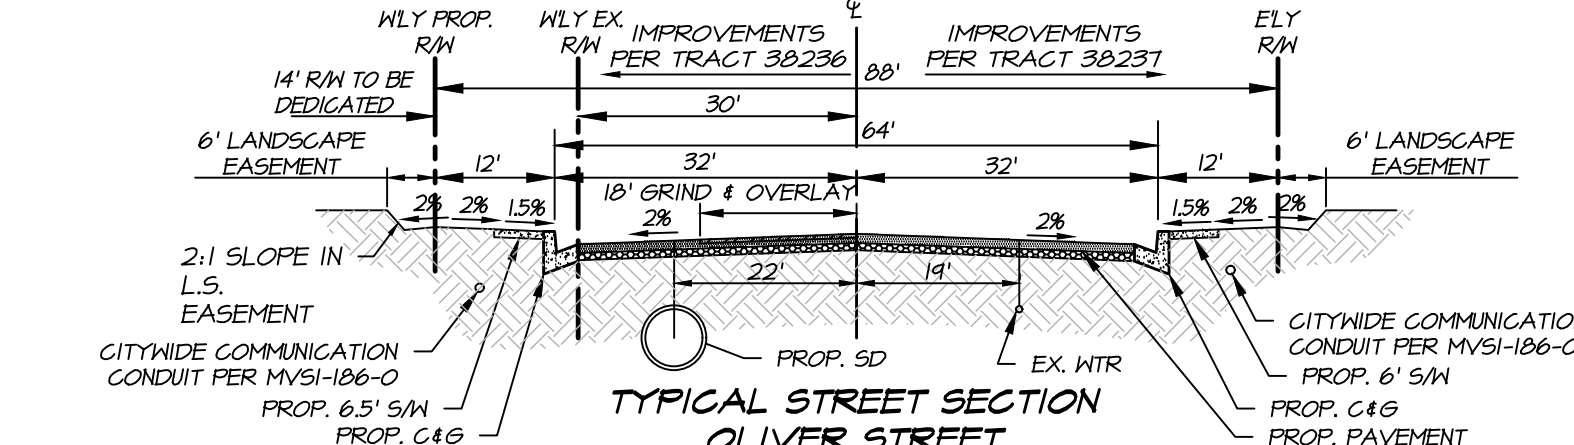 W'LY PROP.
R/W
W'LY EX.
R/W
℄
E'LY
R/W
IMPROVEMENTS
PER TRACT 38236
IMPROVEMENTS
PER TRACT 38237
88'
14' R/W TO BE
DEDICATED
30'
64'
6' LANDSCAPE
EASEMENT
12'
32'
32'
12'
6' LANDSCAPE
EASEMENT
18' GRIND & OVERLAY
2%
2%
1.5%
2%
2%
1.5%
2%
2%
2:1 SLOPE IN
L.S.
EASEMENT
22'
19'
CITYWIDE COMMUNICATION
CONDUIT PER MVSI-186-0
PROP. 6.5' S/W
PROP. C&G
PROP. SD
EX. WTR
CITYWIDE COMMUNICATIO
CONDUIT PER MVSI-186-0
PROP. 6' S/W
PROP. C&G
PROP. PAVEMENT
TYPICAL STREET SECTION
OLIVER STREET